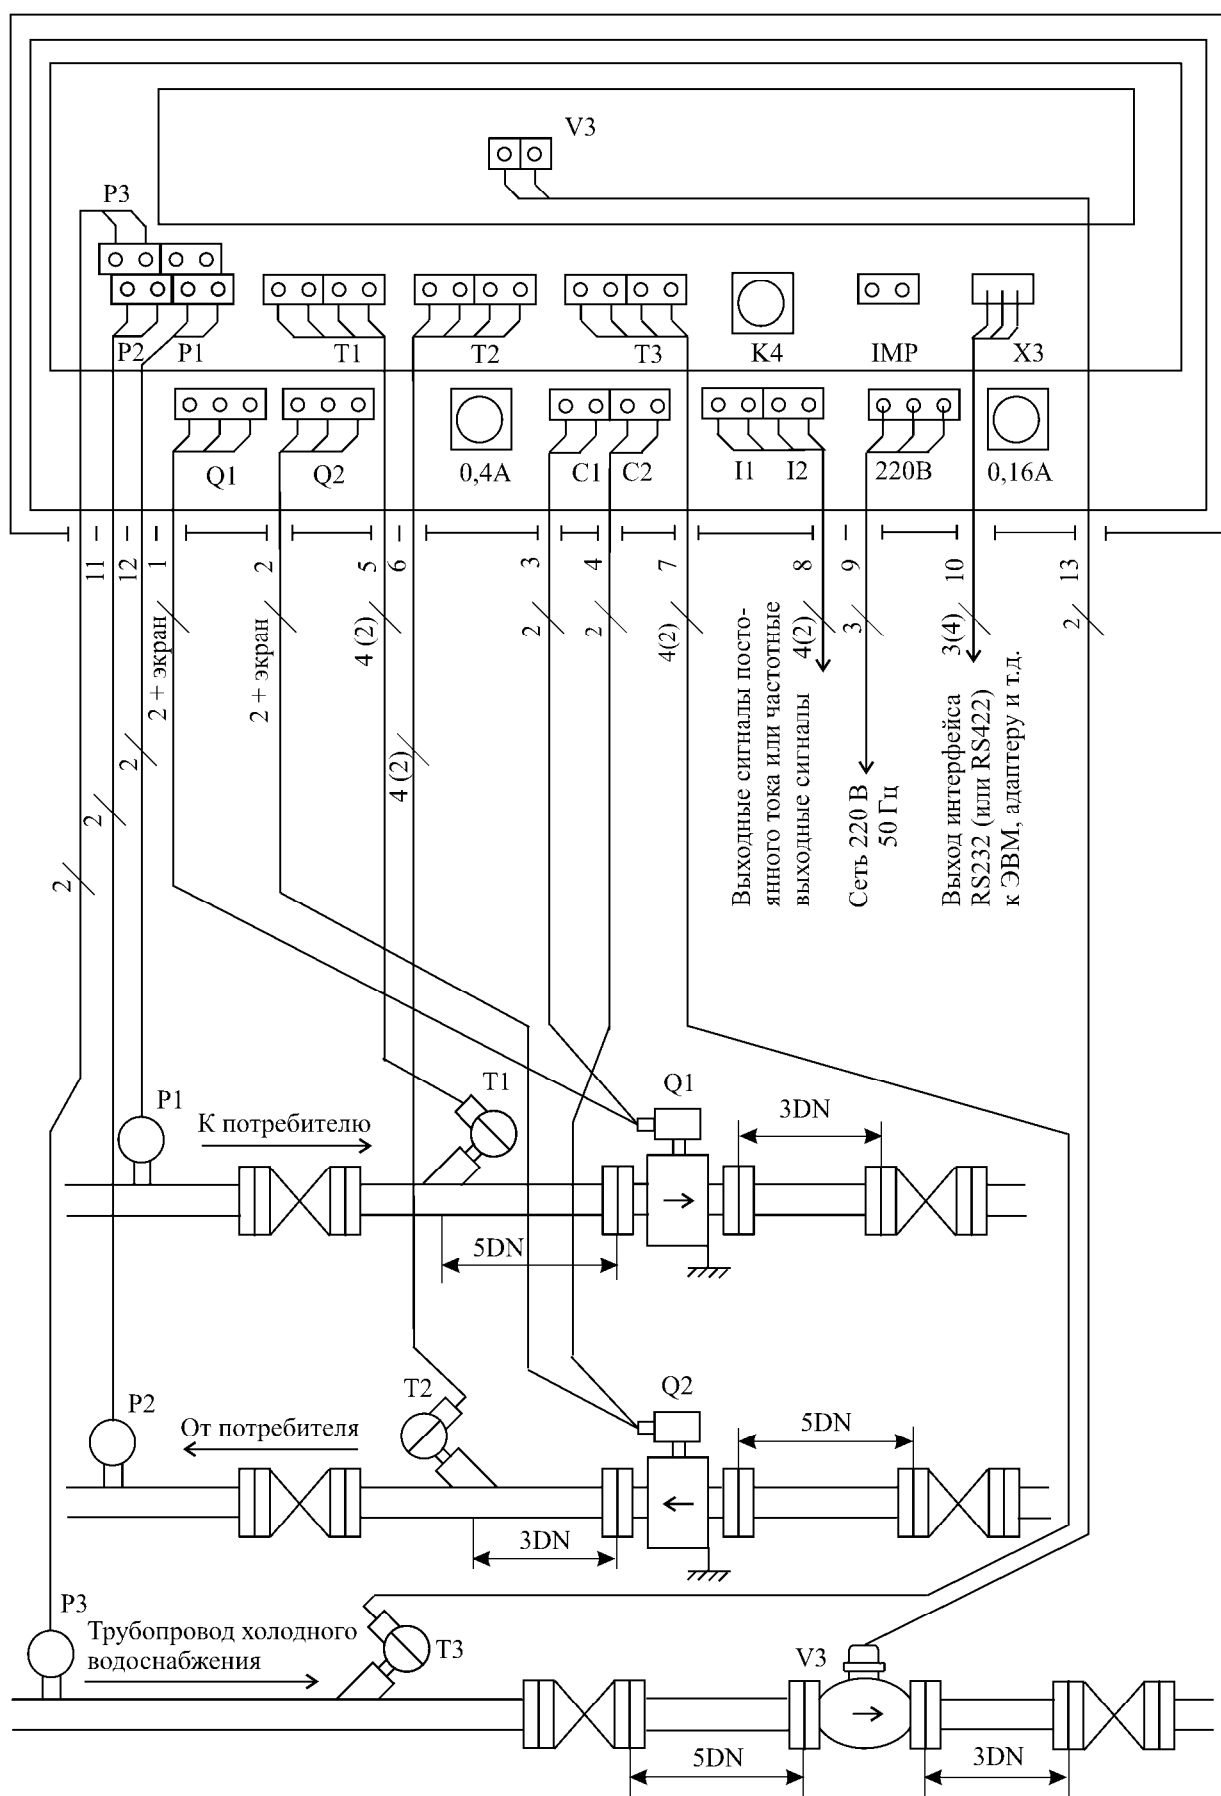 V3
P3
P2
P1
T1
T2
T3
K4
IMP
X3
Q1
Q2
0,4A
C1
C2
I1
I2
220В
0,16A
11
12
1
2
5
6
3
4
7
8
9
10
13
2
2
2
2 + экран
2 + экран
4 (2)
4 (2)
2
2
4(2)
4(2)
3
3(4)
2
Выходные сигналы посто-
янного тока или частотные
выходные сигналы
Сеть 220 В
50 Гц
Выход интерфейса
RS232 (или RS422)
к ЭВМ, адаптеру и т.д.
P1
К потребителю
T1
Q1
3DN
5DN
P2
От потребителя
T2
Q2
5DN
3DN
P3
Трубопровод холодного
водоснабжения
T3
V3
5DN
3DN